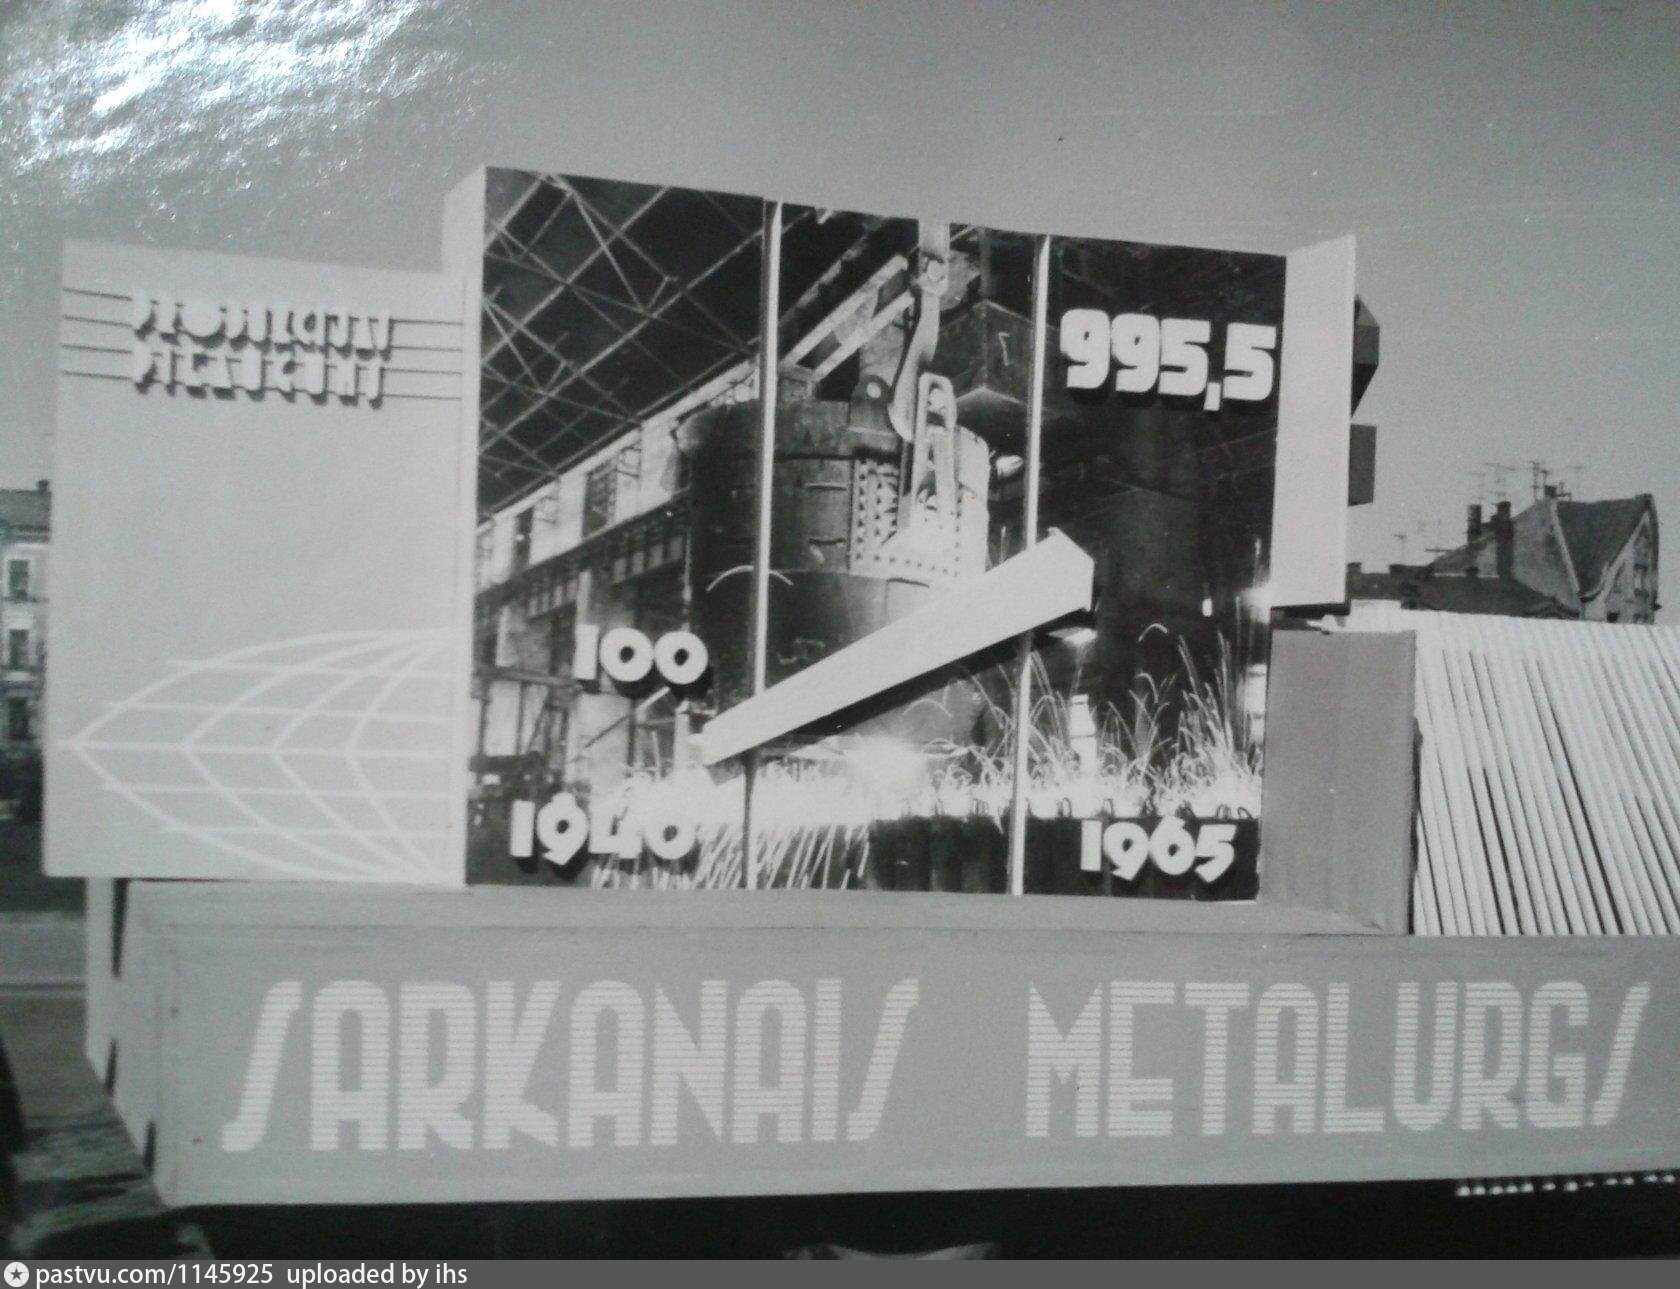 995,5
100
1940
1965
SARKANAIS METALURGS
pastvu.com/1145925 uploaded by ihs